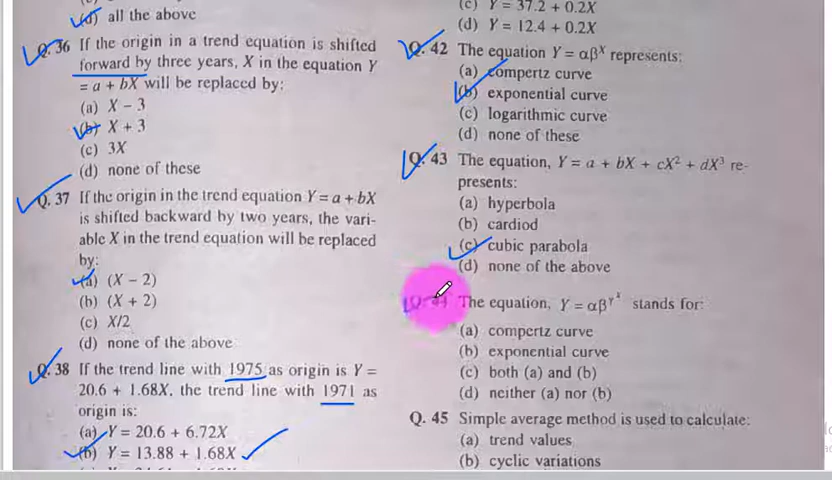 (d) all the above
Q. 36 If the origin in a trend equation is shifted
forward by three years, X in the equation Y
= a + bX will be replaced by:
(a) X − 3
(b) X + 3
(c) 3X
(d) none of these
Q. 37 If the origin in the trend equation Y = a + bX
is shifted backward by two years, the vari-
able X in the trend equation will be replaced
by:
(a) (X − 2)
(b) (X + 2)
(c) X/2
(d) none of the above
Q. 38 If the trend line with 1975 as origin is Y =
20.6 + 1.68X, the trend line with 1971 as
origin is:
(a) Y = 20.6 + 6.72X
(b) Y = 13.88 + 1.68X
(c) Y = 37.2 + 0.2X
(d) Y = 12.4 + 0.2X
Q. 42 The equation Y = αβ^X represents:
(a) compertz curve
(b) exponential curve
(c) logarithmic curve
(d) none of these
Q. 43 The equation, Y = a + bX + cX² + dX³ re-
presents:
(a) hyperbola
(b) cardiod
(c) cubic parabola
(d) none of the above
The equation, Y = αβ^γ^X stands for:
(a) compertz curve
(b) exponential curve
(c) both (a) and (b)
(d) neither (a) nor (b)
Q. 45 Simple average method is used to calculate:
(a) trend values
(b) cyclic variations